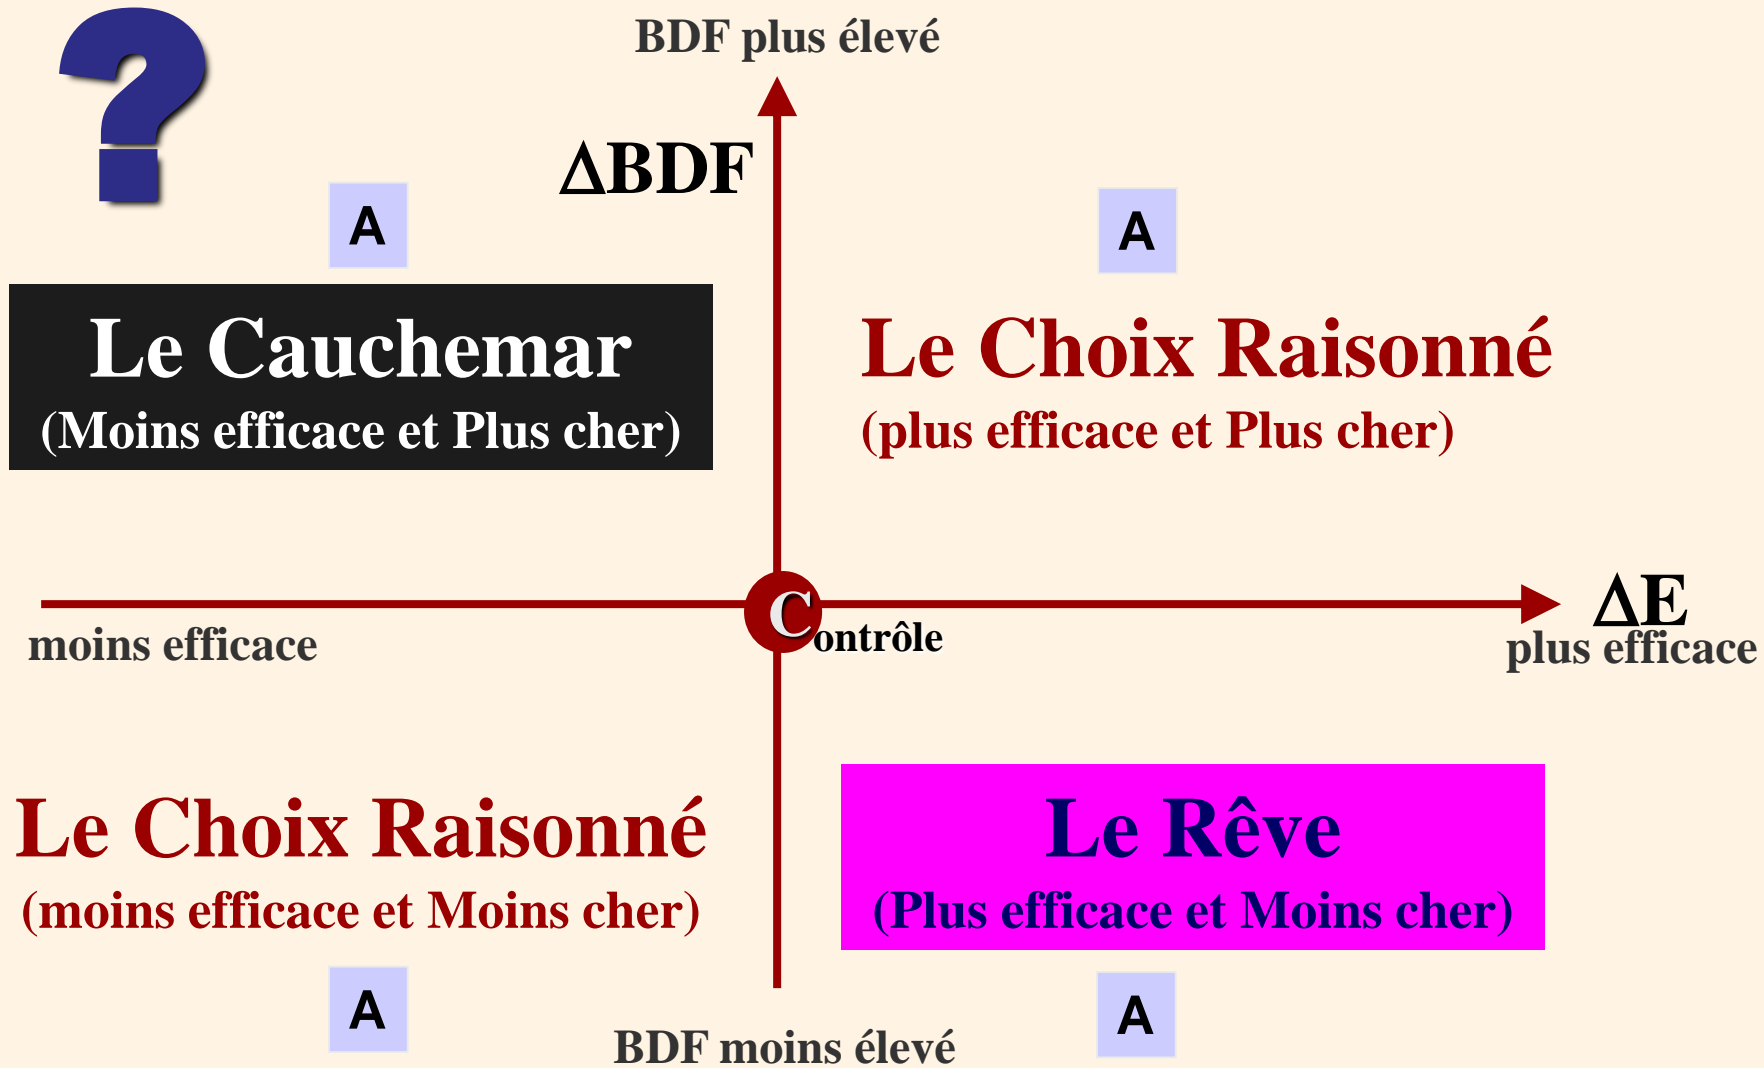 ?
BDF plus élevé
ΔBDF
A
A
Le Cauchemar
(Moins efficace et Plus cher)
Le Choix Raisonné
(plus efficace et Plus cher)
ΔE
Contrôle
moins efficace
plus efficace
Le Choix Raisonné
(moins efficace et Moins cher)
Le Rêve
(Plus efficace et Moins cher)
A
A
BDF moins élevé